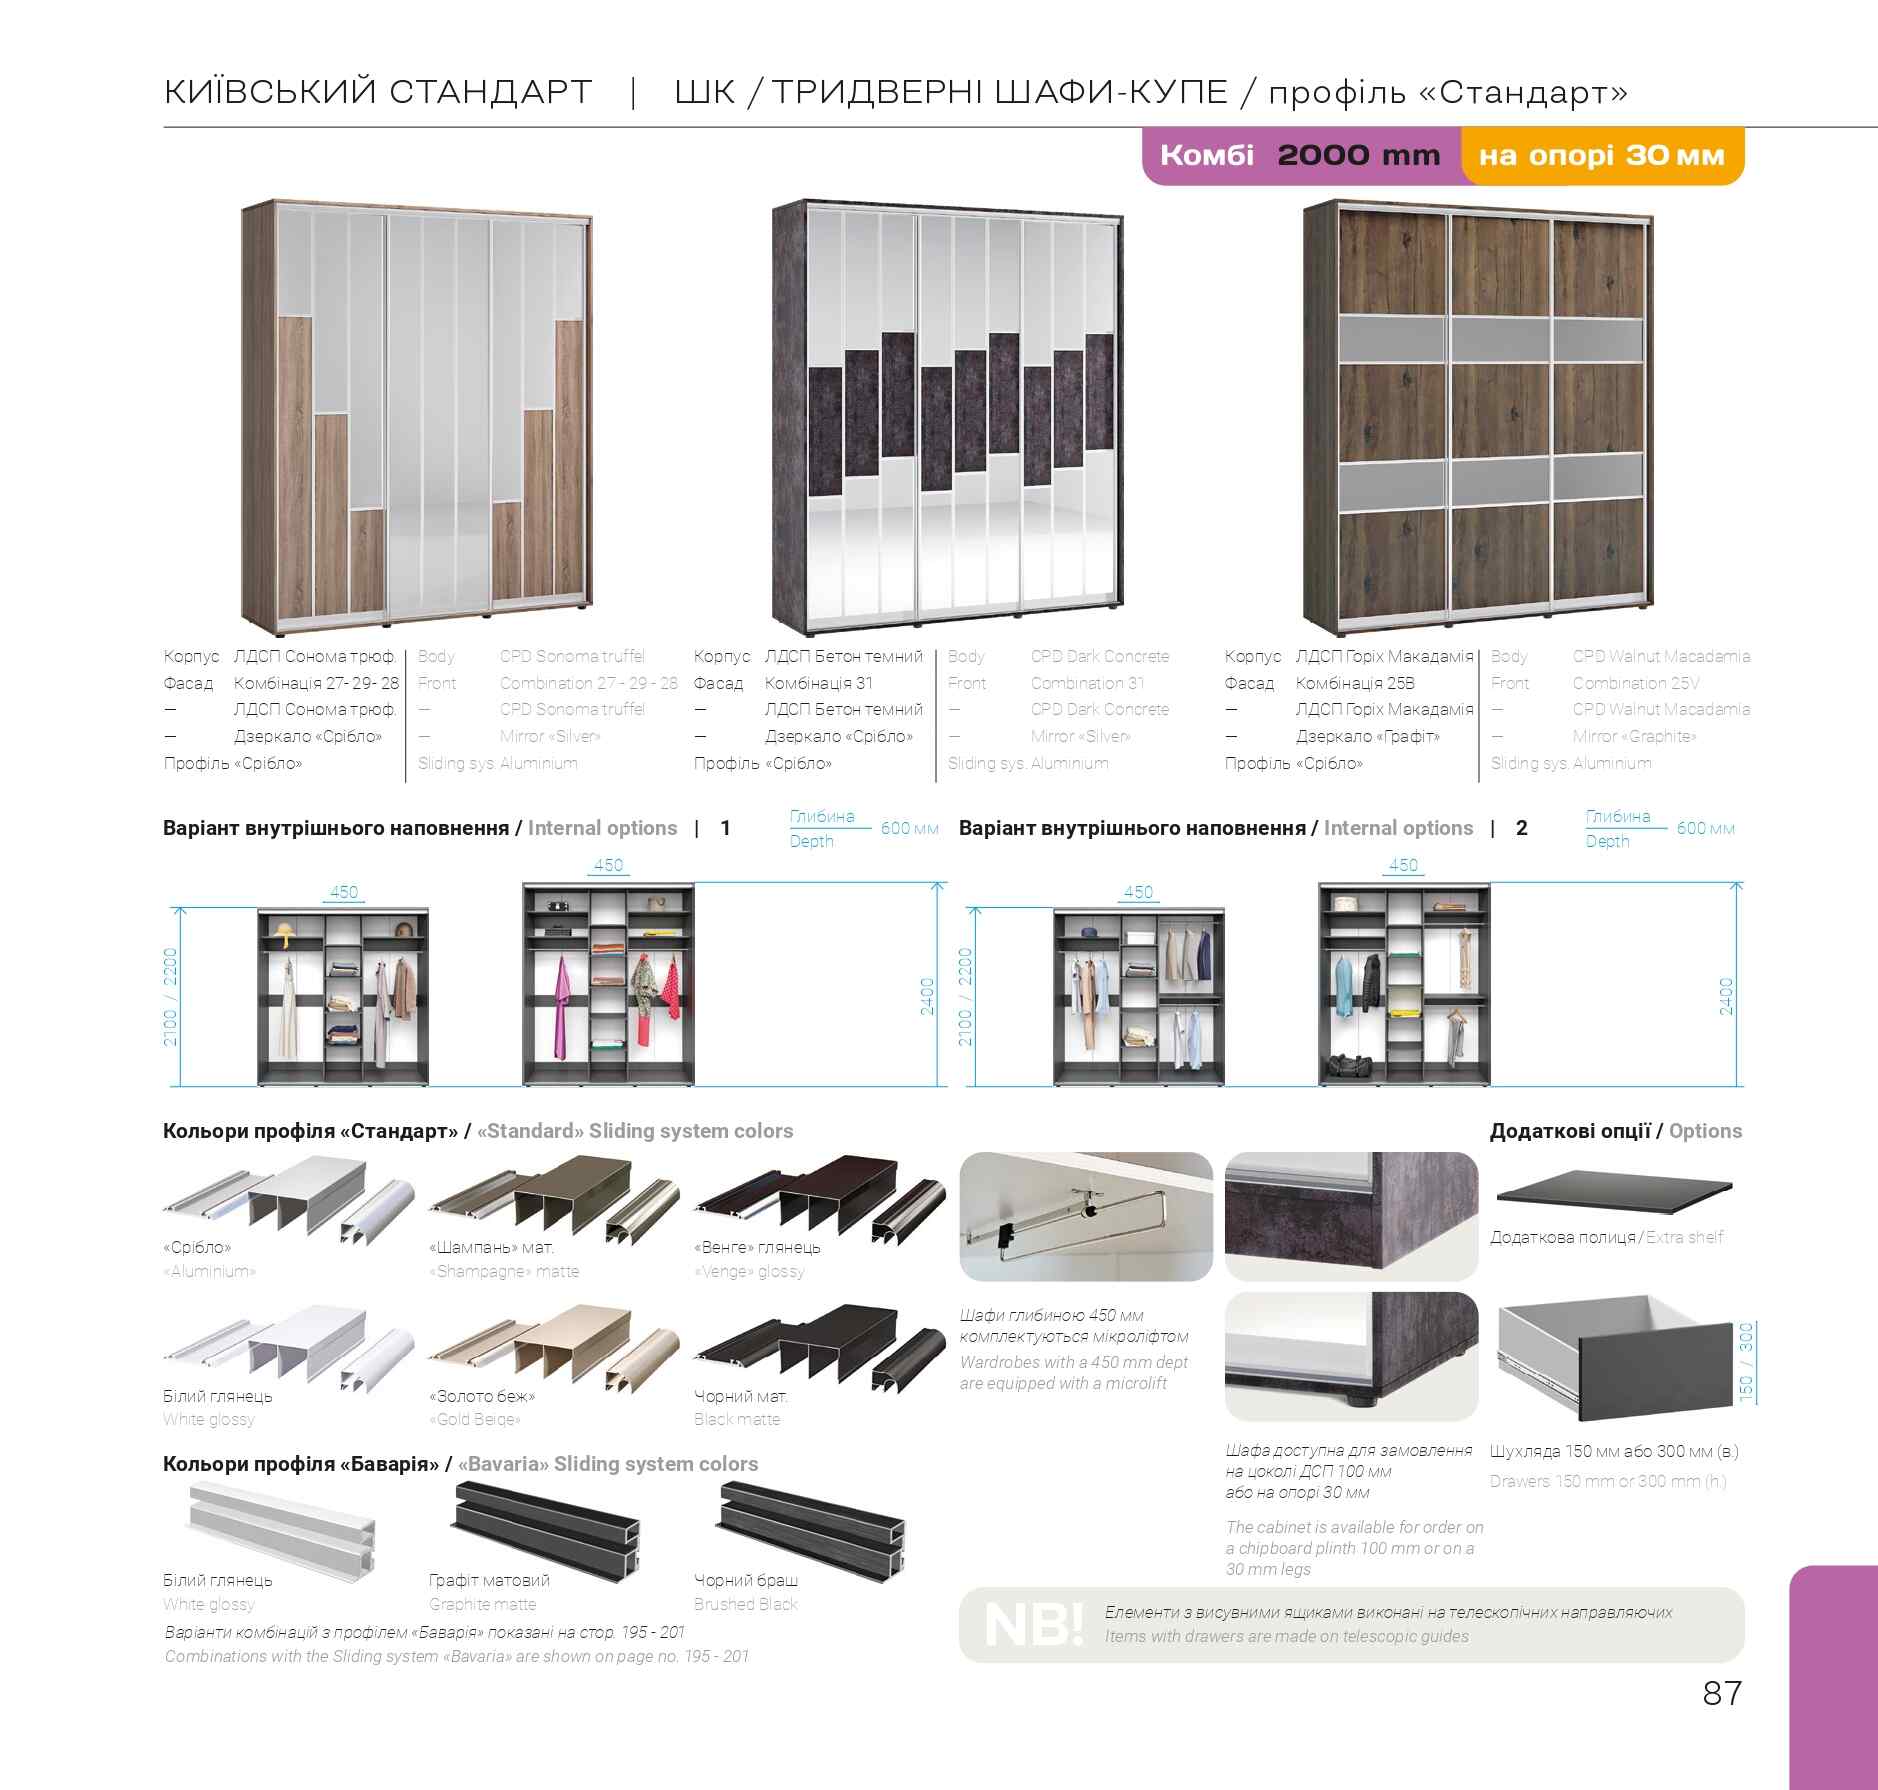 КИЇВСЬКИЙ СТАНДАРТ | ШК / ТРИДВЕРНІ ШАФИ-КУПЕ / профіль «Стандарт»
Комбі 2000 mm на опорі 30 мм
Корпус ЛДСП Сонома трюф. Body CPD Sonoma truffel
Фасад Комбінація 27- 29- 28 Front Combination 27 - 29 - 28
— ЛДСП Сонома трюф. — CPD Sonoma truffel
— Дзеркало «Срібло» — Mirror «Silver»
Профіль «Срібло» Sliding sys. Aluminium
Корпус ЛДСП Бетон темний Body CPD Dark Concrete
Фасад Комбінація 31 Front Combination 31
— ЛДСП Бетон темний — CPD Dark Concrete
— Дзеркало «Срібло» — Mirror «Silver»
Профіль «Срібло» Sliding sys. Aluminium
Корпус ЛДСП Горіх Макадамія Body CPD Walnut Macadamia
Фасад Комбінація 25В Front Combination 25V
— ЛДСП Горіх Макадамія — CPD Walnut Macadamia
— Дзеркало «Графіт» — Mirror «Graphite»
Профіль «Срібло» Sliding sys. Aluminium
Варіант внутрішнього наповнення / Internal options | 1
Глибина
Depth
600 мм
450
450
2100 / 2200
2400
Варіант внутрішнього наповнення / Internal options | 2
Глибина
Depth
600 мм
450
450
2100 / 2200
2400
Кольори профіля «Стандарт» / «Standard» Sliding system colors
«Срібло»
«Aluminium»
«Шампань» мат.
«Shampagne» matte
«Венге» глянець
«Venge» glossy
Білий глянець
White glossy
«Золото беж»
«Gold Beige»
Чорний мат.
Black matte
Кольори профіля «Баварія» / «Bavaria» Sliding system colors
Білий глянець
White glossy
Графіт матовий
Graphite matte
Чорний браш
Brushed Black
Варіанти комбінацій з профілем «Баварія» показані на стор. 195 - 201
Combinations with the Sliding system «Bavaria» are shown on page no. 195 - 201
Шафи глибиною 450 мм
комплектуються мікроліфтом
Wardrobes with a 450 mm dept
are equipped with a microlift
Шафа доступна для замовлення
на цоколі ДСП 100 мм
або на опорі 30 мм
The cabinet is available for order on
a chipboard plinth 100 mm or on a
30 mm legs
Додаткові опції / Options
Додаткова полиця / Extra shelf
150 / 300
Шухляда 150 мм або 300 мм (в.)
Drawers 150 mm or 300 mm (h.)
NB!
Елементи з висувними ящиками виконані на телескопічних направляючих
Items with drawers are made on telescopic guides
87